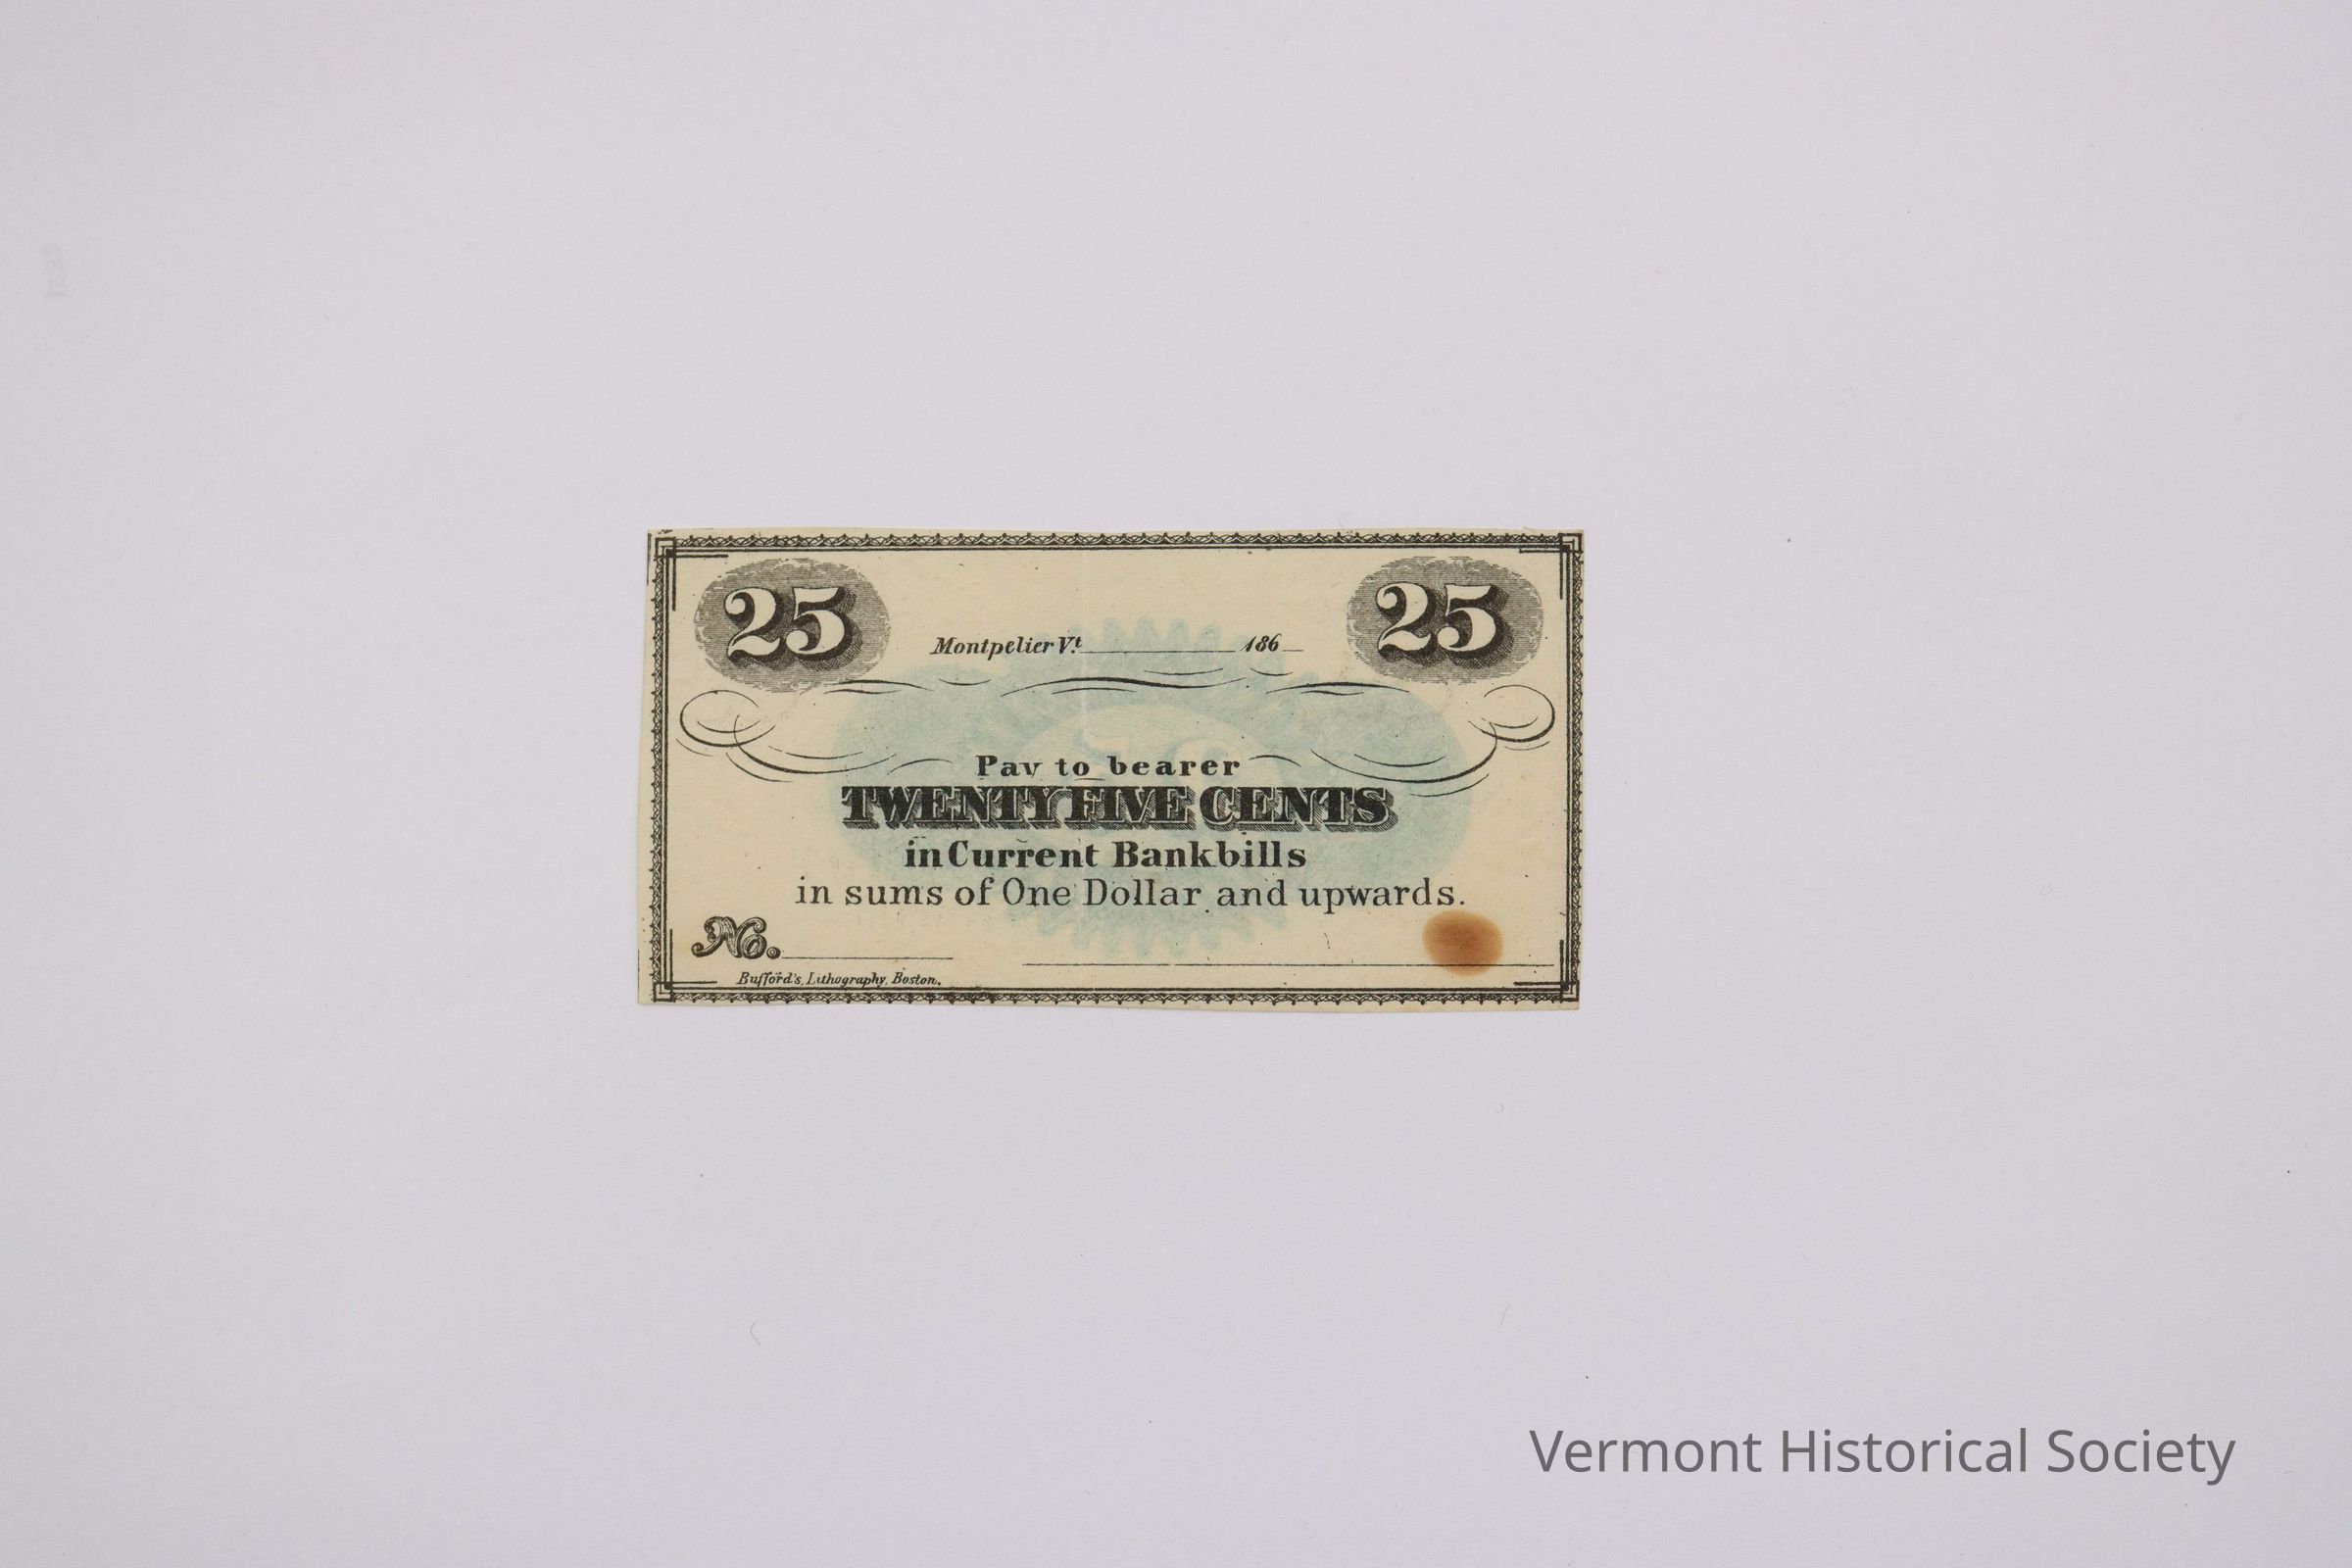 25 25
Montpelier Vt. 186
Pay to bearer
TWENTY FIVE CENTS
in Current Bankbills
in sums of One Dollar and upwards.
No.
Bufford's Lithography, Boston.
Vermont Historical Society